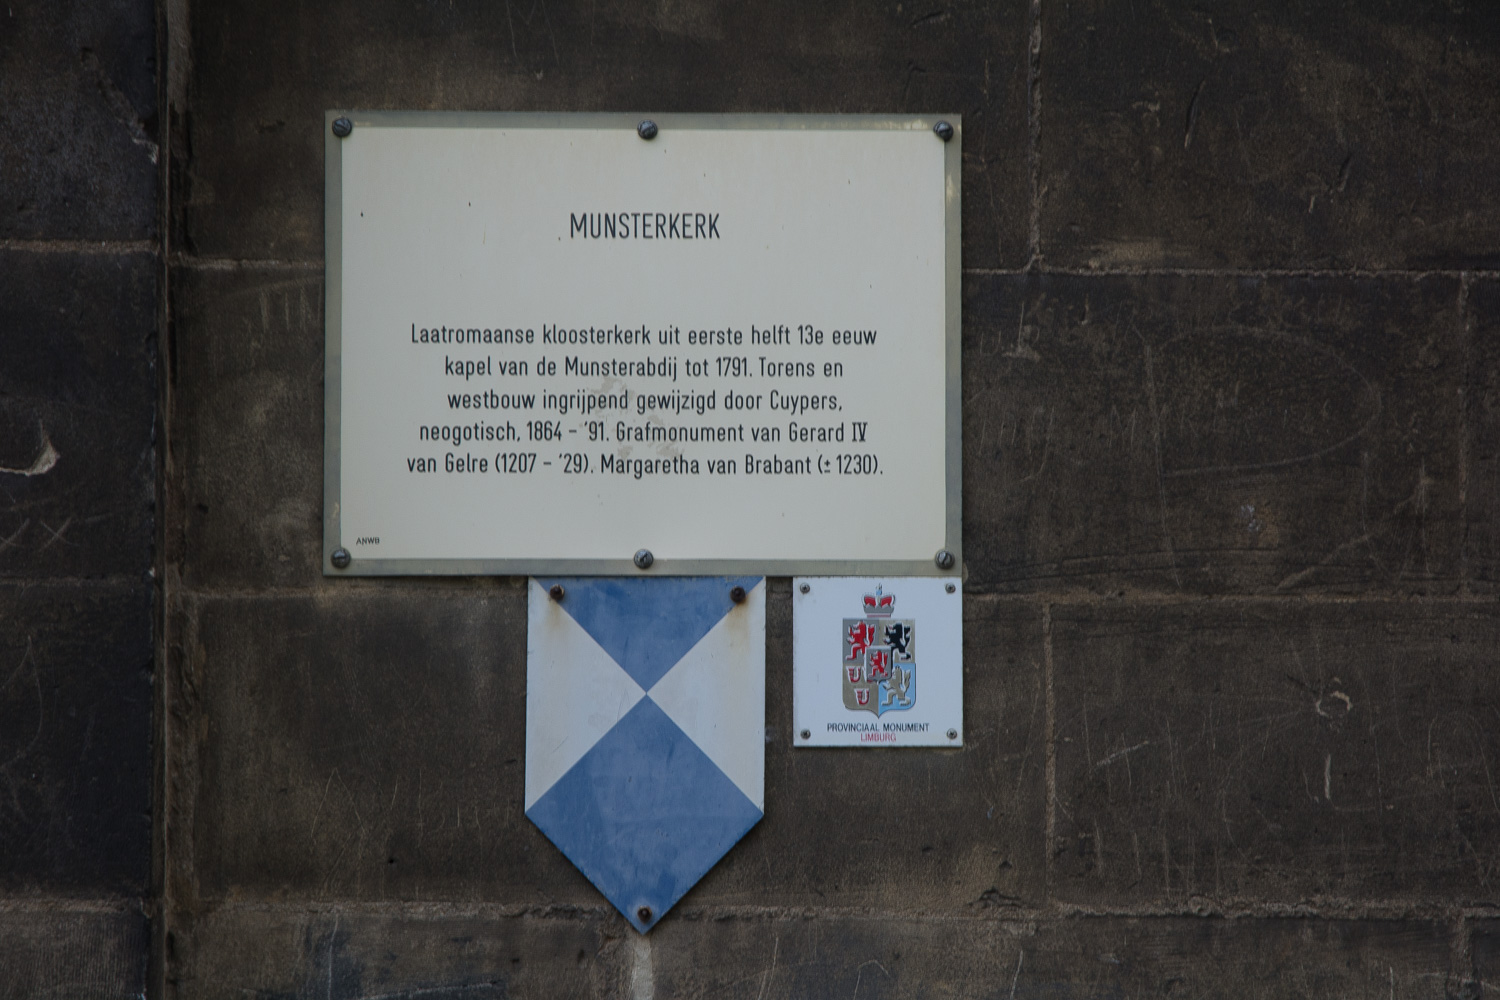 MUNSTERKERK
Laatromaanse kloosterkerk uit eerste helft 13e eeuw
kapel van de Munsterabdij tot 1791. Torens en
westbouw ingrijpend gewijzigd door Cuypers,
neogotisch, 1864 - '91. Grafmonument van Gerard IV
van Gelre (1207 - '29). Margaretha van Brabant (± 1230).
ANWB
PROVINCIAAL MONUMENT
LIMBURG